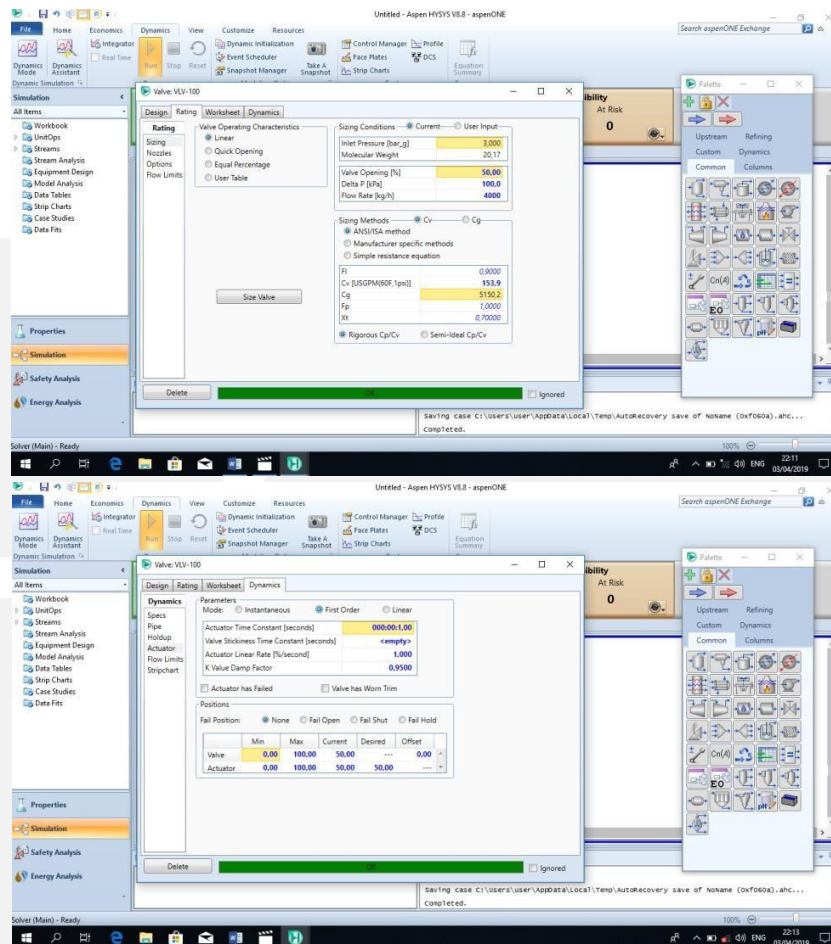 Untitled - Aspen HYSYS V8.8 - aspenONE
File Home Economics Dynamics View Customize Resources
Search aspenONE Exchange
Dynamics Mode
Dynamics Assistant
Integrator
Real Time
Run Stop Reset
Dynamic Initialization
Event Scheduler
Snapshot Manager
Take A Snapshot
Control Manager
Face Plates
Strip Charts
Profile
DCS
Equation Summary
Dynamic Simulation
Simulation
All Items
Workbook
UnitOps
Streams
Stream Analysis
Equipment Design
Model Analysis
Data Tables
Strip Charts
Case Studies
Data Fits
Properties
Simulation
Safety Analysis
Energy Analysis
Valve: VLV-100
Design Rating Worksheet Dynamics
Rating
Sizing
Nozzles
Options
Flow Limits
Valve Operating Characteristics
Linear
Quick Opening
Equal Percentage
User Table
Size Valve
Sizing Conditions Current User Input
Inlet Pressure [bar_g] 3,000
Molecular Weight 20,17
Valve Opening [%] 50,00
Delta P [kPa] 100,0
Flow Rate [kg/h] 4000
Sizing Methods Cv Cg
ANSI/ISA method
Manufacturer specific methods
Simple resistance equation
Fl 0,9000
Cv [USGPM(60F,1psi)] 153,9
Cg 5150,2
Fp 1,0000
Xt 0,70000
Rigorous Cp/Cv Semi-Ideal Cp/Cv
Delete OK Ignored
ibility
At Risk
0
Palette
Upstream Refining
Custom Dynamics
Common Columns
Cn(A)
EO
pH
Saving case C:\Users\user\AppData\Local\Temp\AutoRecovery save of NoName (0xf060a).ahc...
Completed.
Solver (Main) - Ready
100%
ENG
22:11
03/04/2019
Untitled - Aspen HYSYS V8.8 - aspenONE
File Home Economics Dynamics View Customize Resources
Search aspenONE Exchange
Dynamics Mode
Dynamics Assistant
Integrator
Real Time
Run Stop Reset
Dynamic Initialization
Event Scheduler
Snapshot Manager
Take A Snapshot
Control Manager
Face Plates
Strip Charts
Profile
DCS
Equation Summary
Dynamic Simulation
Simulation
All Items
Workbook
UnitOps
Streams
Stream Analysis
Equipment Design
Model Analysis
Data Tables
Strip Charts
Case Studies
Data Fits
Properties
Simulation
Safety Analysis
Energy Analysis
Valve: VLV-100
Design Rating Worksheet Dynamics
Dynamics
Specs
Pipe
Holdup
Actuator
Flow Limits
Stripchart
Parameters
Mode: Instantaneous First Order Linear
Actuator Time Constant [seconds] 000:00:1,00
Valve Stickiness Time Constant [seconds] <empty>
Actuator Linear Rate [%/second] 1,000
K Value Damp Factor 0,9500
Actuator has Failed Valve has Worn Trim
Positions
Fail Position: None Fail Open Fail Shut Fail Hold
Min Max Current Desired Offset
Valve 0,00 100,00 50,00 --- 0,00
Actuator 0,00 100,00 50,00 50,00 ---
Delete OK Ignored
ibility
At Risk
0
Palette
Upstream Refining
Custom Dynamics
Common Columns
Cn(A)
EO
pH
Saving case C:\Users\user\AppData\Local\Temp\AutoRecovery save of NoName (0xf060a).ahc...
Completed.
Solver (Main) - Ready
100%
ENG
22:13
03/04/2019